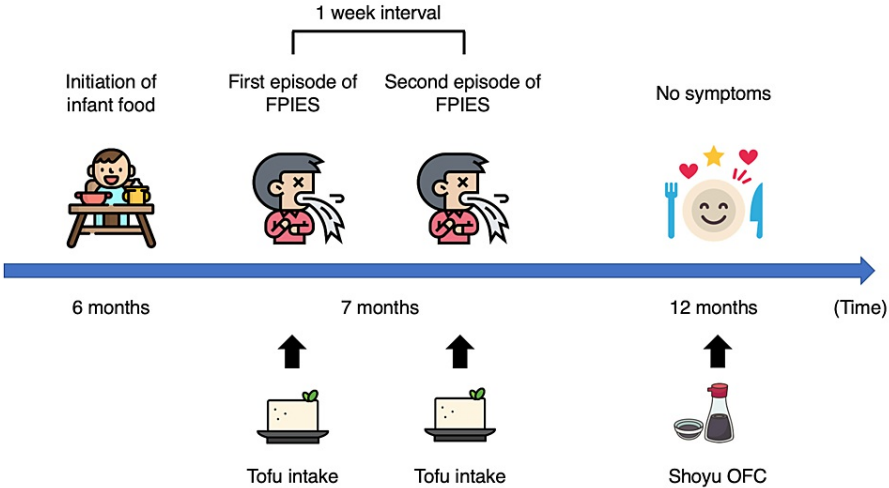 1 week interval
Initiation of
infant food
First episode of
FPIES
Second episode of
FPIES
No symptoms
6 months
7 months
12 months
(Time)
Tofu intake
Tofu intake
Shoyu OFC